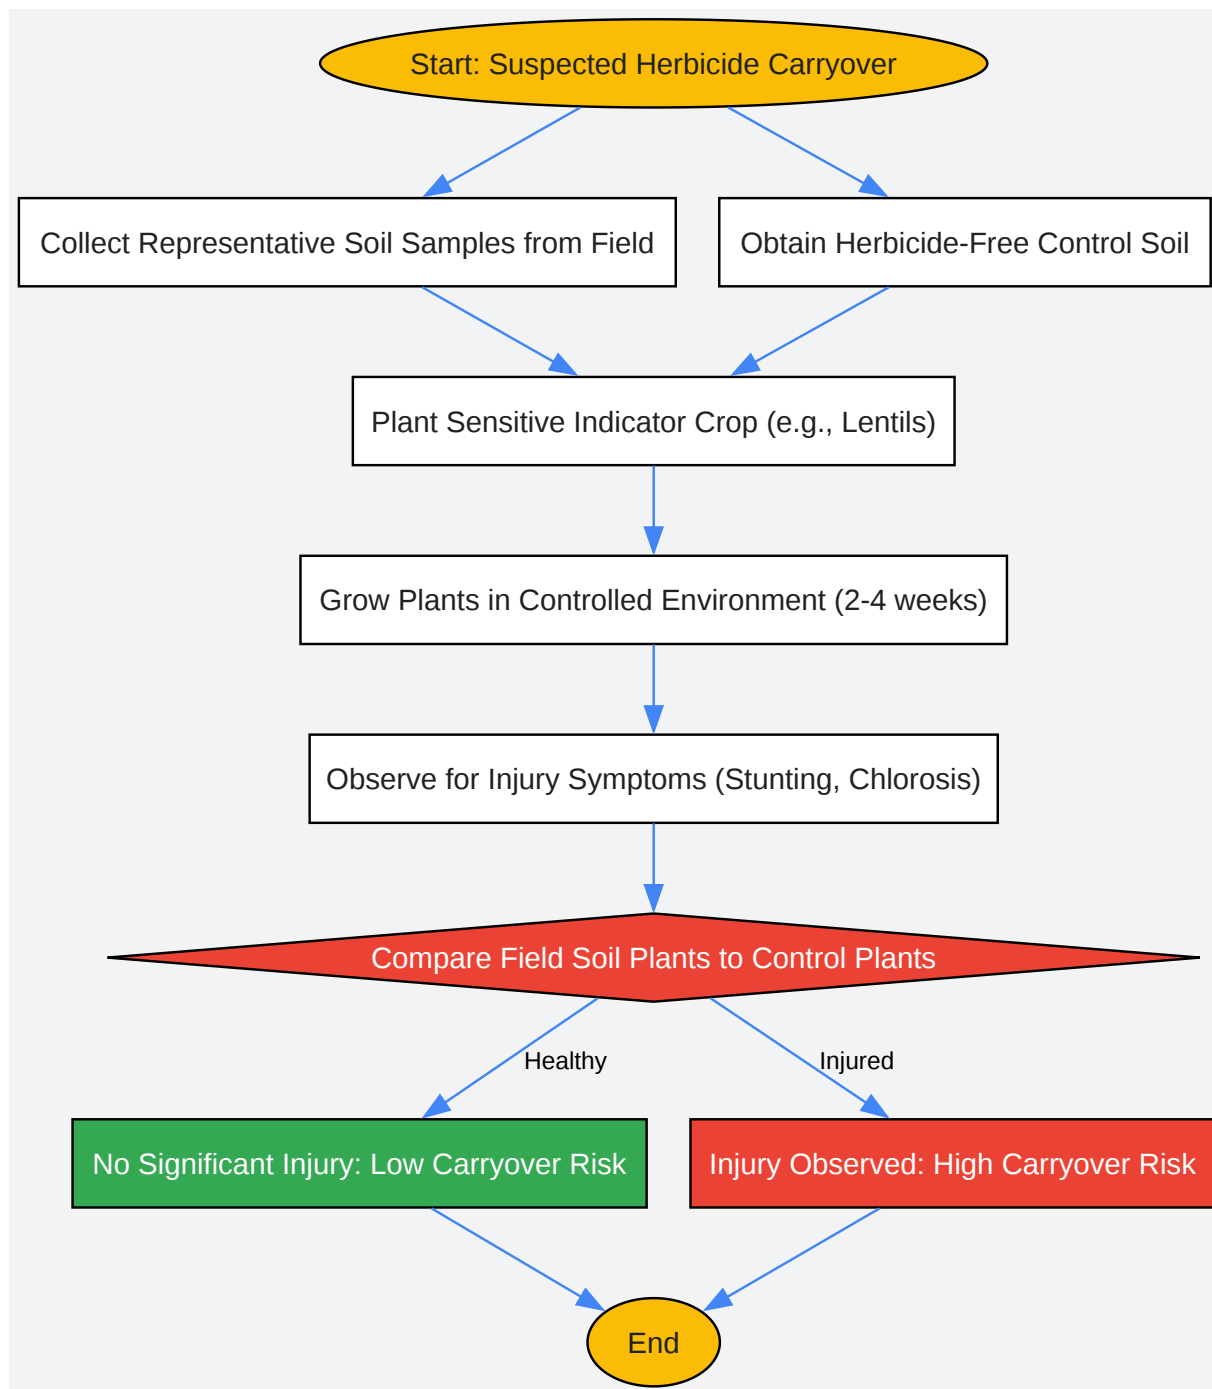 Start: Suspected Herbicide Carryover
Collect Representative Soil Samples from Field
Obtain Herbicide-Free Control Soil
Plant Sensitive Indicator Crop (e.g., Lentils)
Grow Plants in Controlled Environment (2-4 weeks)
Observe for Injury Symptoms (Stunting, Chlorosis)
Compare Field Soil Plants to Control Plants
Healthy
Injured
No Significant Injury: Low Carryover Risk
Injury Observed: High Carryover Risk
End